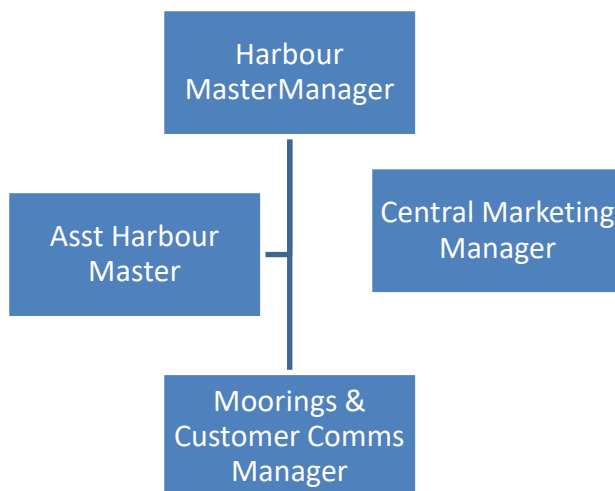 Harbour
MasterManager
Asst Harbour
Master
Central Marketing
Manager
Moorings &
Customer Comms
Manager